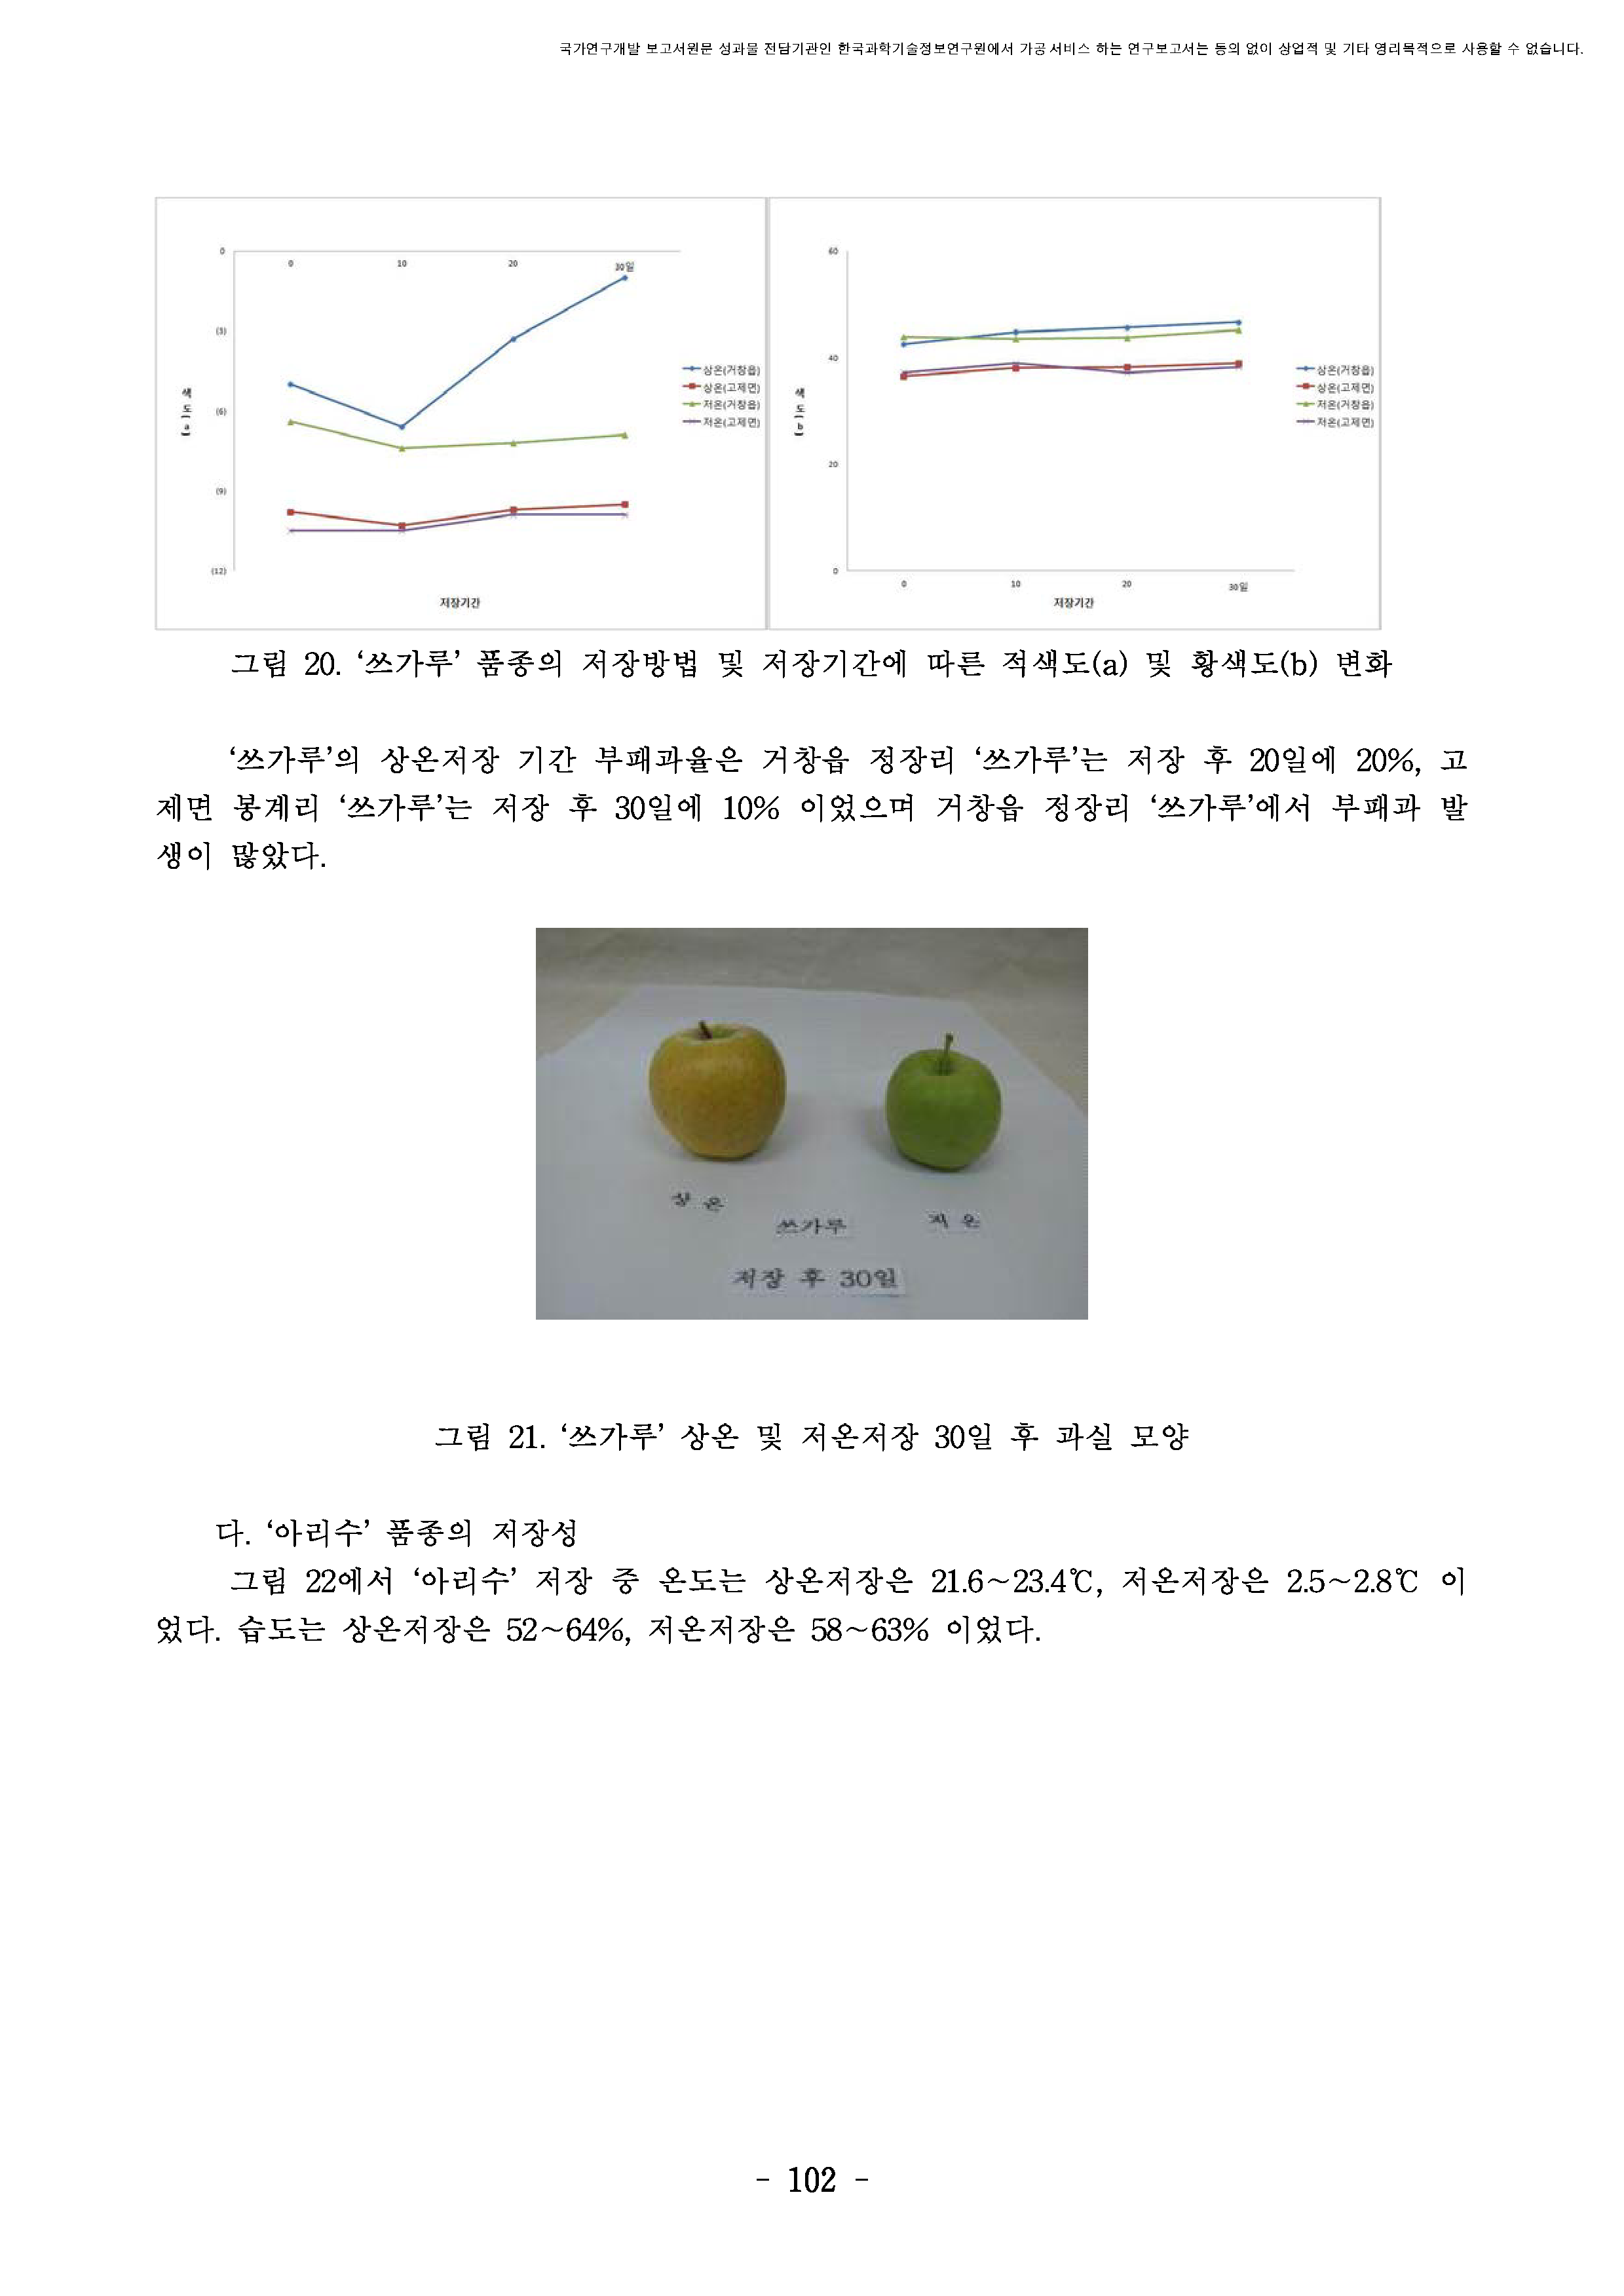 국가연구개발 보고서원문 성과물 전담기관인 한국과학기술정보연구원에서 가공·서비스 하는 연구보고서는 동의 없이 상업적 및 기타 영리목적으로 사용할 수 없습니다.
0
(3)
(6)
(9)
(12)
색도(a)
0 10 20 30일
저장기간
상온(거창읍)
상온(고제면)
저온(거창읍)
저온(고제면)
60
40
20
0
색도(b)
0 10 20 30일
저장기간
상온(거창읍)
상온(고제면)
저온(거창읍)
저온(고제면)
그림 20. ‘쓰가루’ 품종의 저장방법 및 저장기간에 따른 적색도(a) 및 황색도(b) 변화
‘쓰가루’의 상온저장 기간 부패과율은 거창읍 정장리 ‘쓰가루’는 저장 후 20일에 20%, 고
제면 봉계리 ‘쓰가루’는 저장 후 30일에 10% 이었으며 거창읍 정장리 ‘쓰가루’에서 부패과 발
생이 많았다.
상 온
쓰가루
저 온
저장 후 30일
그림 21. ‘쓰가루’ 상온 및 저온저장 30일 후 과실 모양
다. ‘아리수’ 품종의 저장성
그림 22에서 ‘아리수’ 저장 중 온도는 상온저장은 21.6~23.4℃, 저온저장은 2.5~2.8℃ 이
었다. 습도는 상온저장은 52~64%, 저온저장은 58~63% 이었다.
- 102 -